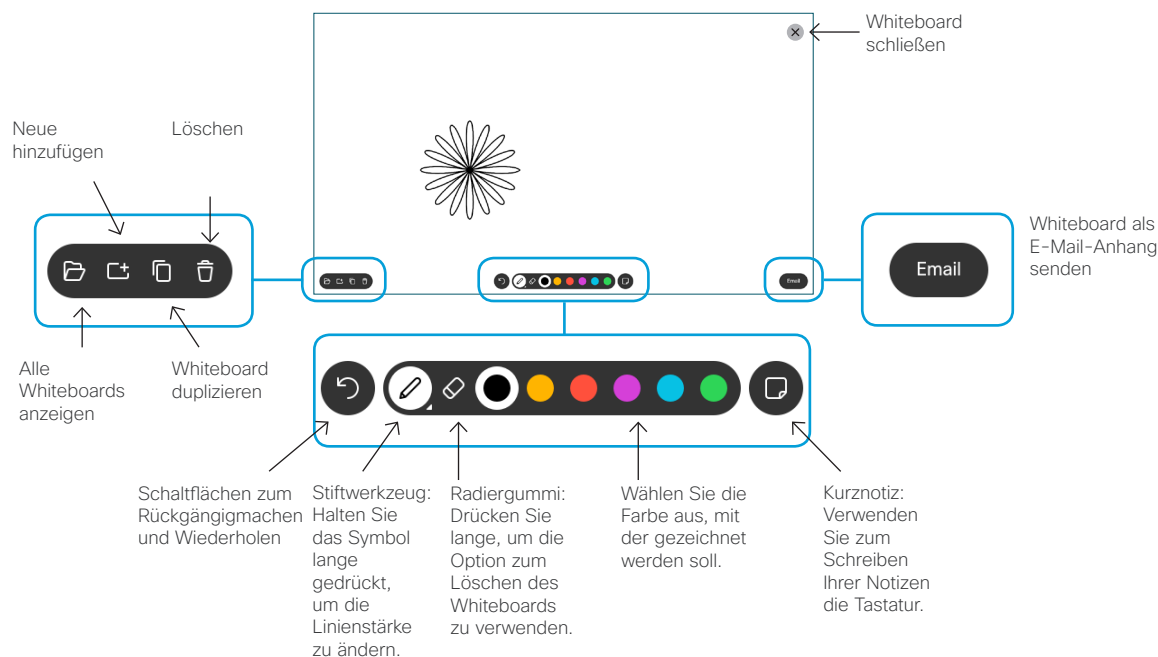 Whiteboard
schließen
Neue
hinzufügen
Löschen
Whiteboard als
E-Mail-Anhang
senden
Email
Email
Alle
Whiteboards
anzeigen
Whiteboard
duplizieren
Schaltflächen zum
Rückgängigmachen
und Wiederholen
Stiftwerkzeug:
Halten Sie
das Symbol
lange
gedrückt,
um die
Linienstärke
zu ändern.
Radiergummi:
Drücken Sie
lange, um die
Option zum
Löschen des
Whiteboards
zu verwenden.
Wählen Sie die
Farbe aus, mit
der gezeichnet
werden soll.
Kurznotiz:
Verwenden
Sie zum
Schreiben
Ihrer Notizen
die Tastatur.